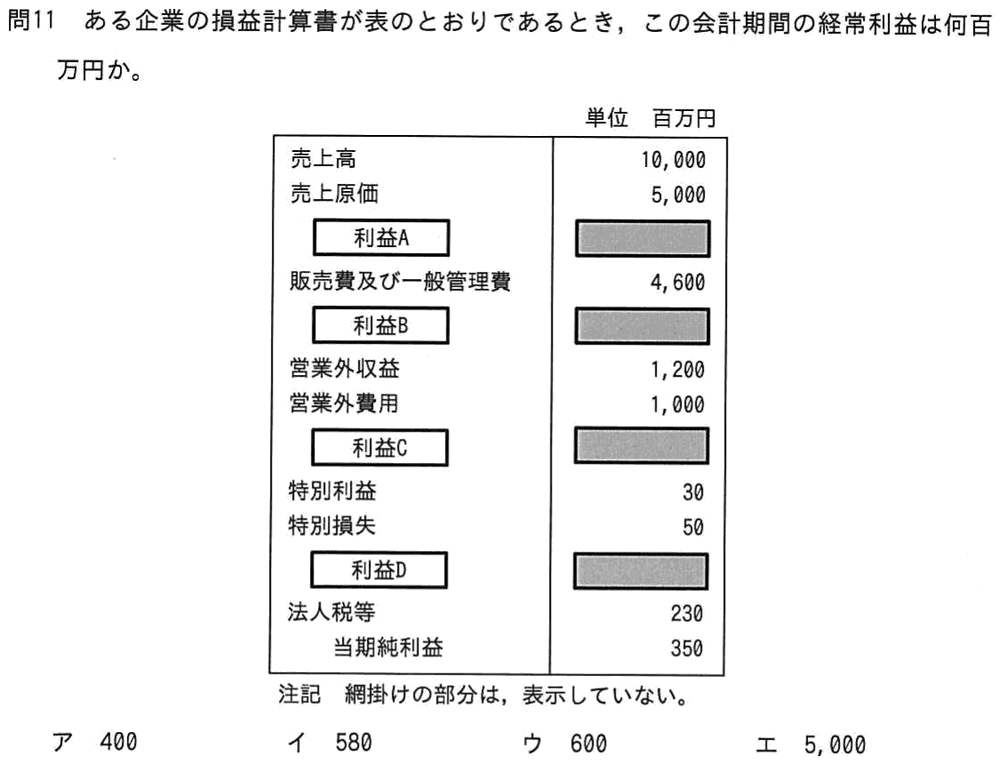 問11 ある企業の損益計算書が表のとおりであるとき，この会計期間の経常利益は何百
万円か。
単位 百万円
売上高 10,000
売上原価 5,000
利益A
販売費及び一般管理費 4,600
利益B
営業外収益 1,200
営業外費用 1,000
利益C
特別利益 30
特別損失 50
利益D
法人税等 230
当期純利益 350
注記 網掛けの部分は，表示していない。
ア 400 イ 580 ウ 600 エ 5,000